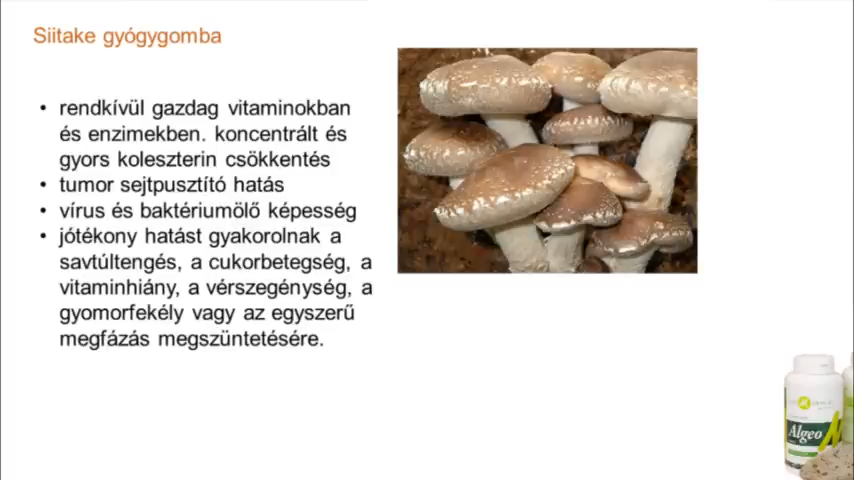 Siitake gyógygomba
• rendkívül gazdag vitaminokban
és enzimekben. koncentrált és
gyors koleszterin csökkentés
• tumor sejtpusztító hatás
• vírus és baktériumölő képesség
• jótékony hatást gyakorolnak a
savtúltengés, a cukorbetegség, a
vitaminhiány, a vérszegénység, a
gyomorfekély vagy az egyszerű
megfázás megszüntetésére.
Algeo